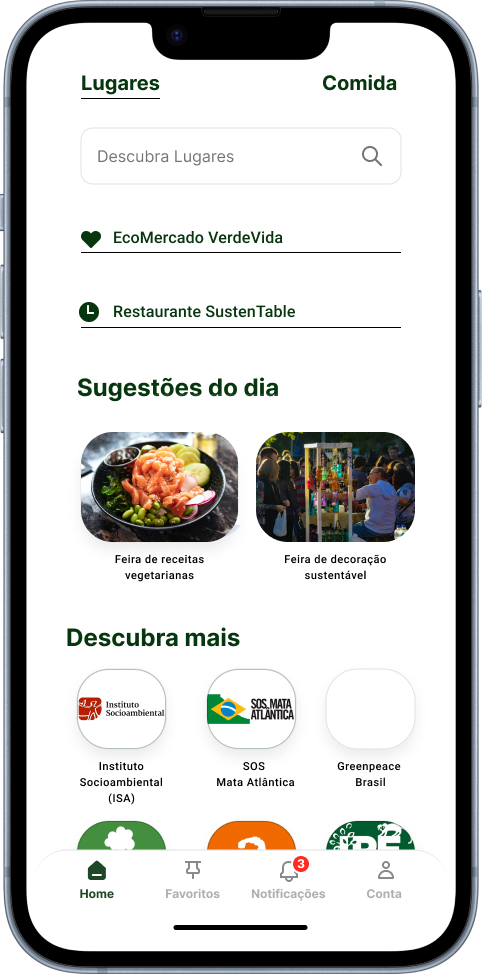 Lugares
Comida
Descubra Lugares
EcoMercado VerdeVida
Restaurante SustenTable
Sugestões do dia
Feira de receitas
vegetarianas
Feira de decoração
sustentável
Descubra mais
Instituto
Socioambiental
SOS MATA
ATLÂNTICA
Instituto
Socioambiental
(ISA)
SOS
Mata Atlântica
Greenpeace
Brasil
IPÊ
3
Home
Favoritos
Notificações
Conta